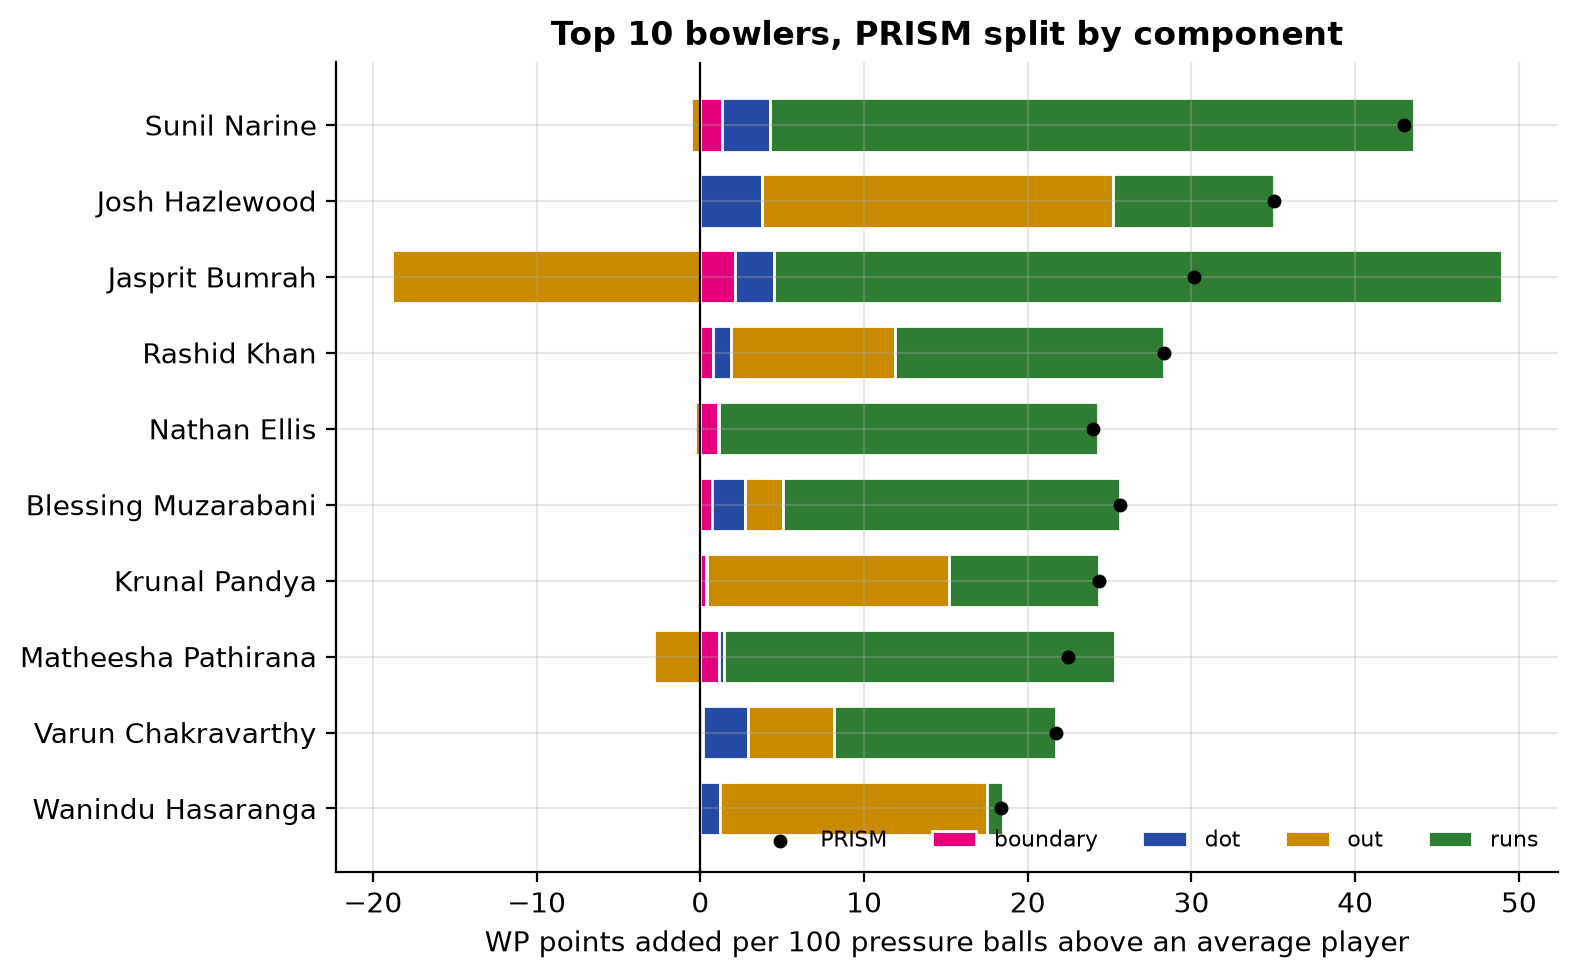 Top 10 bowlers, PRISM split by component
Sunil Narine
Josh Hazlewood
Jasprit Bumrah
Rashid Khan
Nathan Ellis
Blessing Muzarabani
Krunal Pandya
Matheesha Pathirana
Varun Chakravarthy
Wanindu Hasaranga
PRISM boundary dot out runs
−20 −10 0 10 20 30 40 50
WP points added per 100 pressure balls above an average player